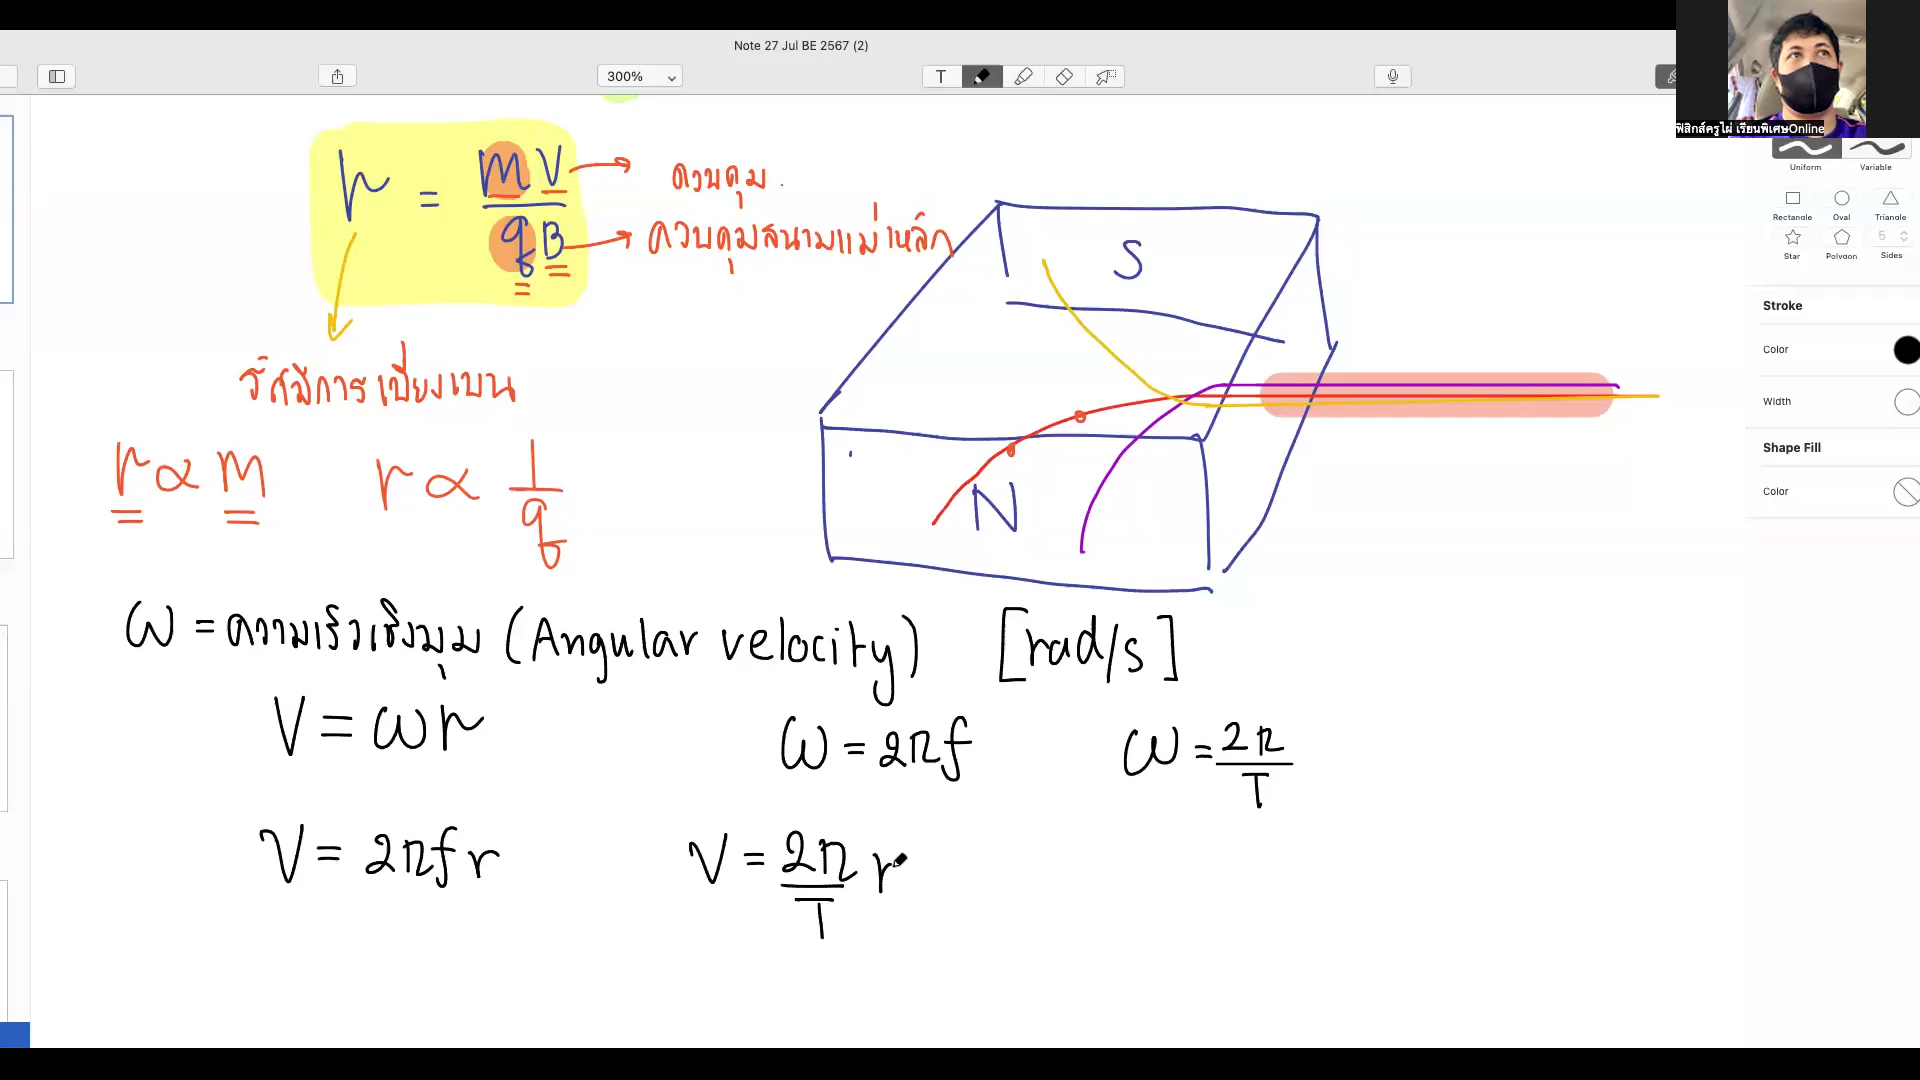 Note 27 Jul BE 2567 (2)
300%
T
ฟิสิกส์ครูไผ่ เรียนพิเศษOnline
Uniform Variable
Rectangle Oval Triangle
5
Star Polygon Sides
Stroke
Color
Width
Shape Fill
Color
r = mV/qB
ควบคุม
ควบคุมสนามแม่เหล็ก
S
N
รัศมีการเบี่ยงเบน
r ∝ m r ∝ 1/q
ω = ความเร็วเชิงมุม (Angular velocity) [rad/s]
V = ωr ω = 2πf ω = 2π/T
V = 2πfr V = 2π/T r